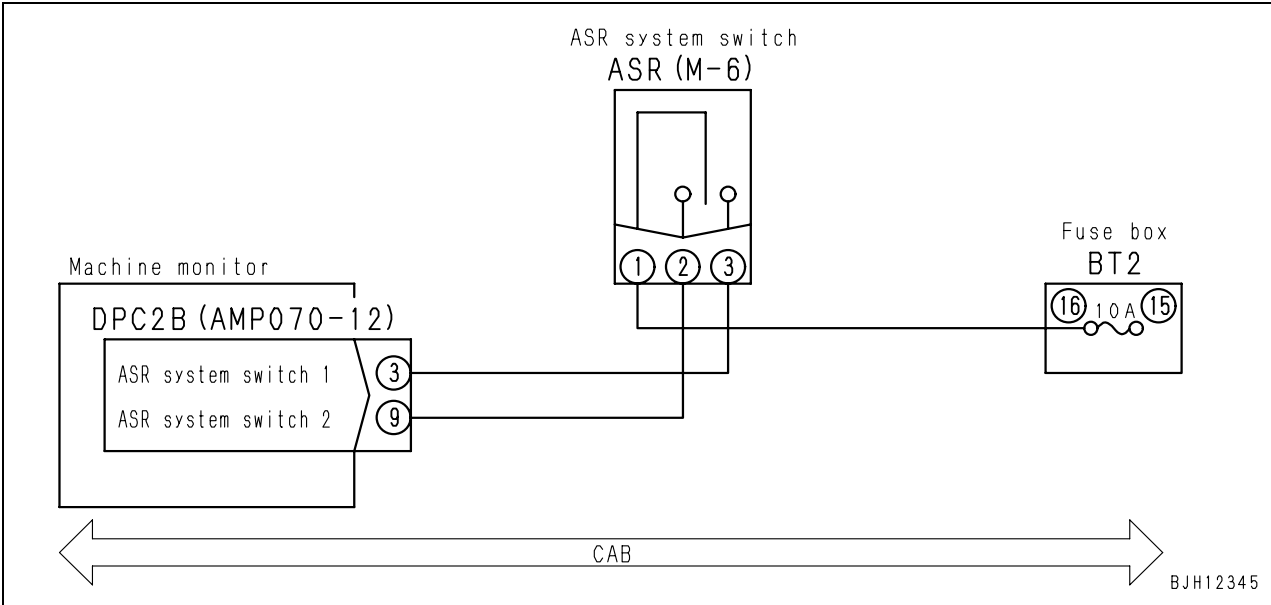 ASR system switch
ASR (M-6)
1 2 3
Fuse box
BT2
16 10A 15
Machine monitor
DPC2B (AMP070-12)
ASR system switch 1 3
ASR system switch 2 9
CAB
BJH12345